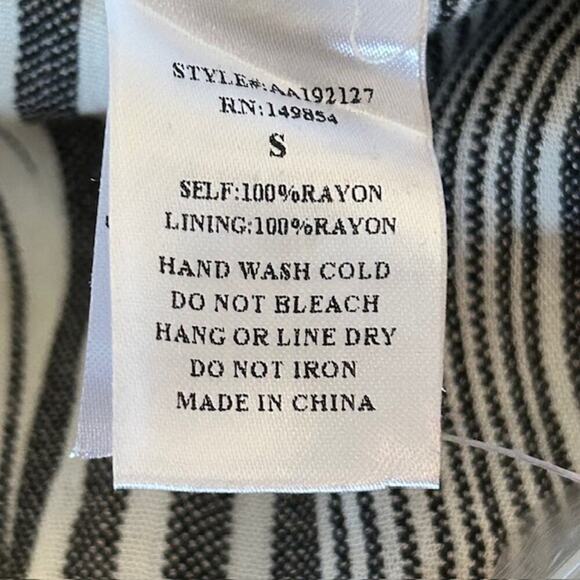 STYLE#:AA192127
RN:149854
S
SELF:100%RAYON
LINING:100%RAYON
HAND WASH COLD
DO NOT BLEACH
HANG OR LINE DRY
DO NOT IRON
MADE IN CHINA